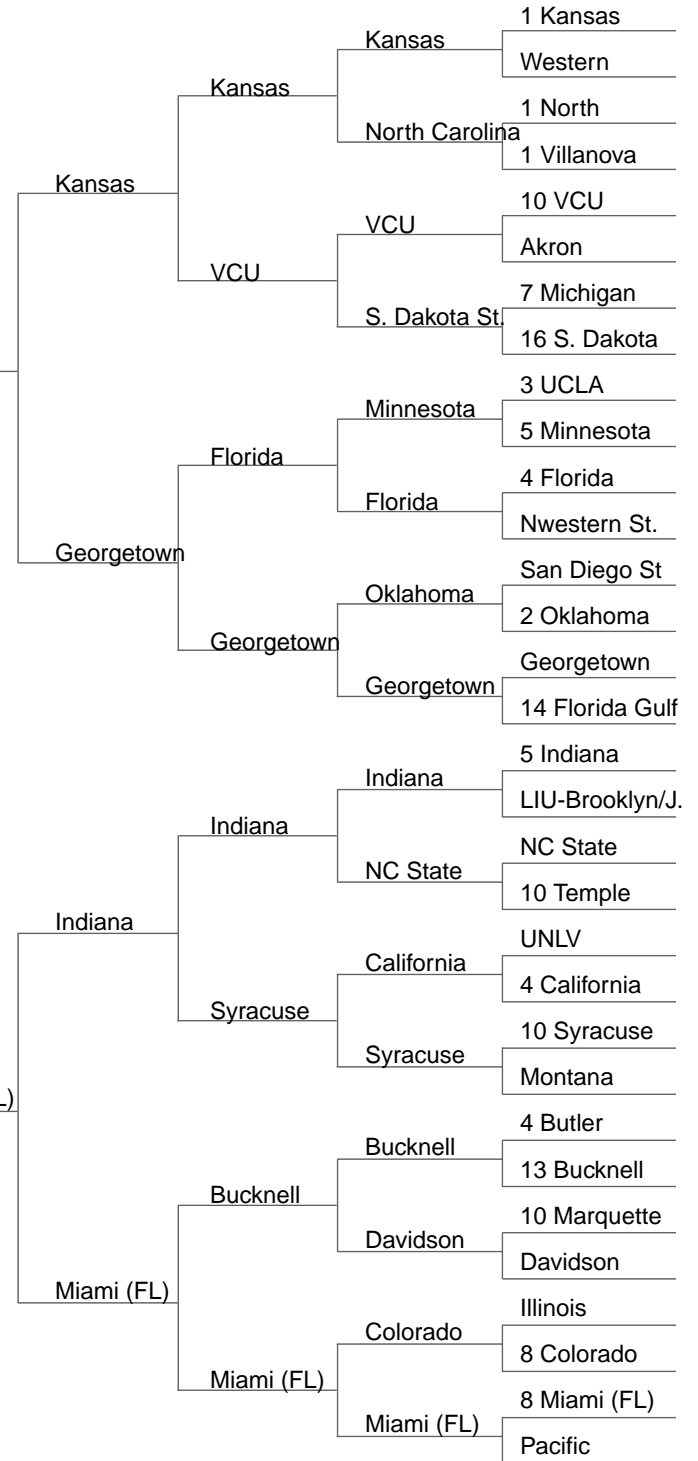 1 Kansas
Kansas
Western
Kansas
1 North
North Carolina
1 Villanova
Kansas
10 VCU
VCU
Akron
VCU
7 Michigan
S. Dakota St.
16 S. Dakota
3 UCLA
Minnesota
5 Minnesota
Florida
4 Florida
Florida
Nwestern St.
Georgetown
San Diego St
Oklahoma
2 Oklahoma
Georgetown
Georgetown
Georgetown
14 Florida Gulf
5 Indiana
Indiana
LIU-Brooklyn/J.
Indiana
NC State
NC State
10 Temple
Indiana
UNLV
California
4 California
Syracuse
10 Syracuse
Syracuse
Montana
L)
4 Butler
Bucknell
13 Bucknell
Bucknell
10 Marquette
Davidson
Davidson
Miami (FL)
Illinois
Colorado
8 Colorado
Miami (FL)
8 Miami (FL)
Miami (FL)
Pacific